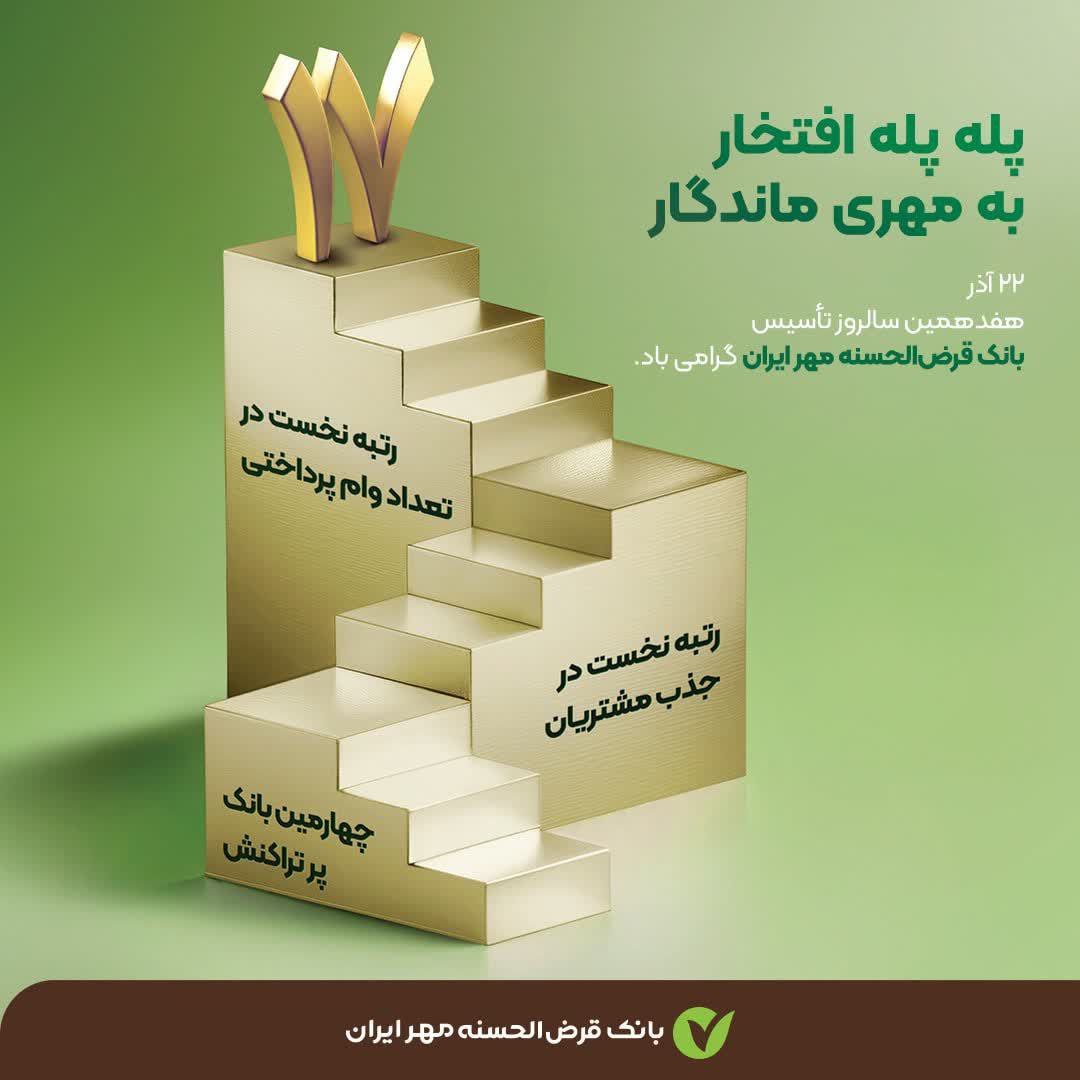 ۱۷
پله پله افتخار
به مهری ماندگار
۲۲ آذر
هفدهمین سالروز تأسیس
بانک قرض‌الحسنه مهر ایران گرامی باد.
رتبه نخست در
تعداد وام پرداختی
رتبه نخست در
جذب مشتریان
چهارمین بانک
پر تراکنش
بانک قرض‌الحسنه مهر ایران